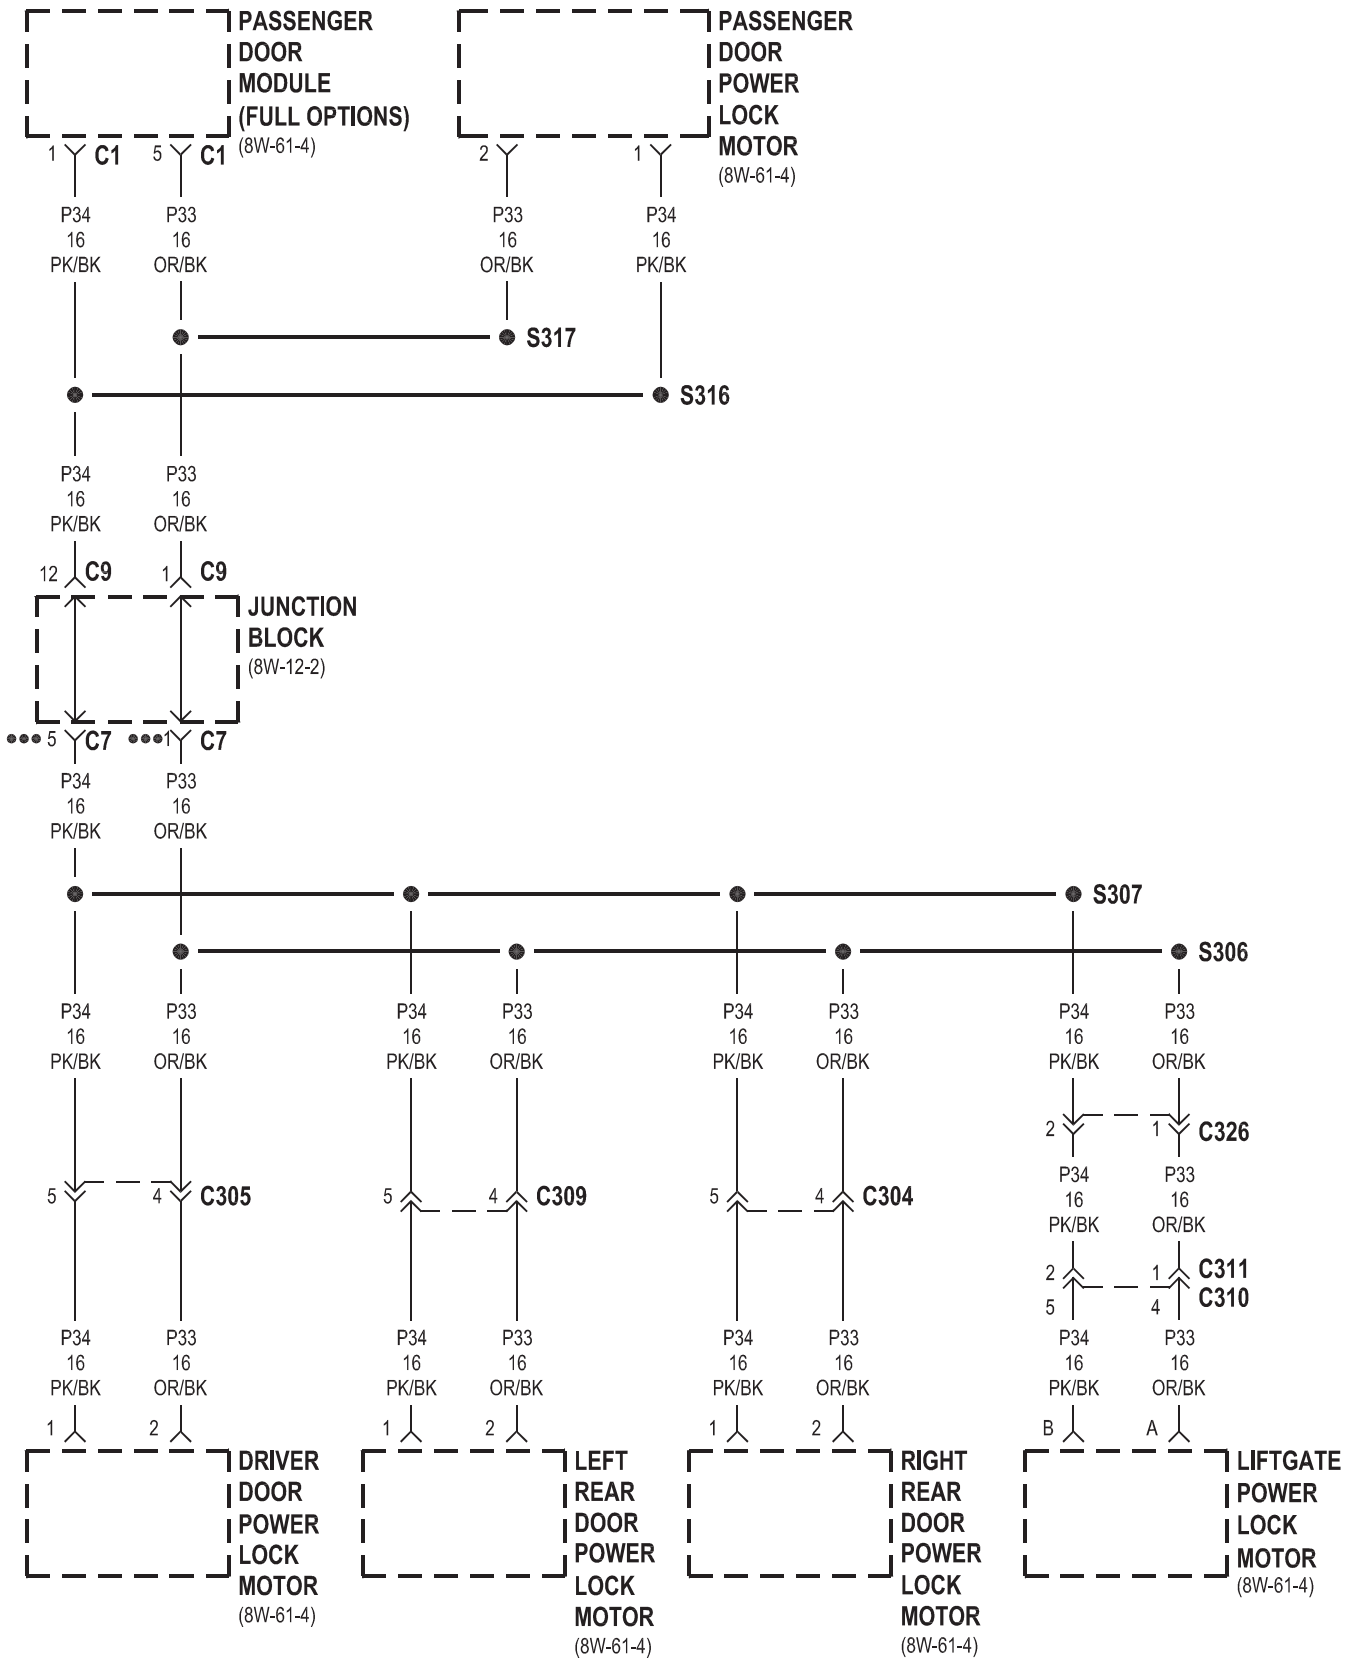 PASSENGER
DOOR
MODULE
(FULL OPTIONS)
(8W-61-4)
PASSENGER
DOOR
POWER
LOCK
MOTOR
(8W-61-4)
1 C1 5 C1 2 1
P34 P33 P33 P34
16 16 16 16
PK/BK OR/BK OR/BK PK/BK
S317
S316
P34 P33
16 16
PK/BK OR/BK
12 C9 1 C9
JUNCTION
BLOCK
(8W-12-2)
5 C7 1 C7
P34 P33
16 16
PK/BK OR/BK
S307
S306
P34 P33 P34 P33 P34 P33 P34 P33
16 16 16 16 16 16 16 16
PK/BK OR/BK PK/BK OR/BK PK/BK OR/BK PK/BK OR/BK
2 1 C326
P34 P33
16 16
PK/BK OR/BK
5 4 C305 5 4 C309 5 4 C304
2 1 C311
5 4 C310
P34 P33 P34 P33 P34 P33 P34 P33
16 16 16 16 16 16 16 16
PK/BK OR/BK PK/BK OR/BK PK/BK OR/BK PK/BK OR/BK
1 2 1 2 1 2 B A
DRIVER
DOOR
POWER
LOCK
MOTOR
(8W-61-4)
LEFT
REAR
DOOR
POWER
LOCK
MOTOR
(8W-61-4)
RIGHT
REAR
DOOR
POWER
LOCK
MOTOR
(8W-61-4)
LIFTGATE
POWER
LOCK
MOTOR
(8W-61-4)